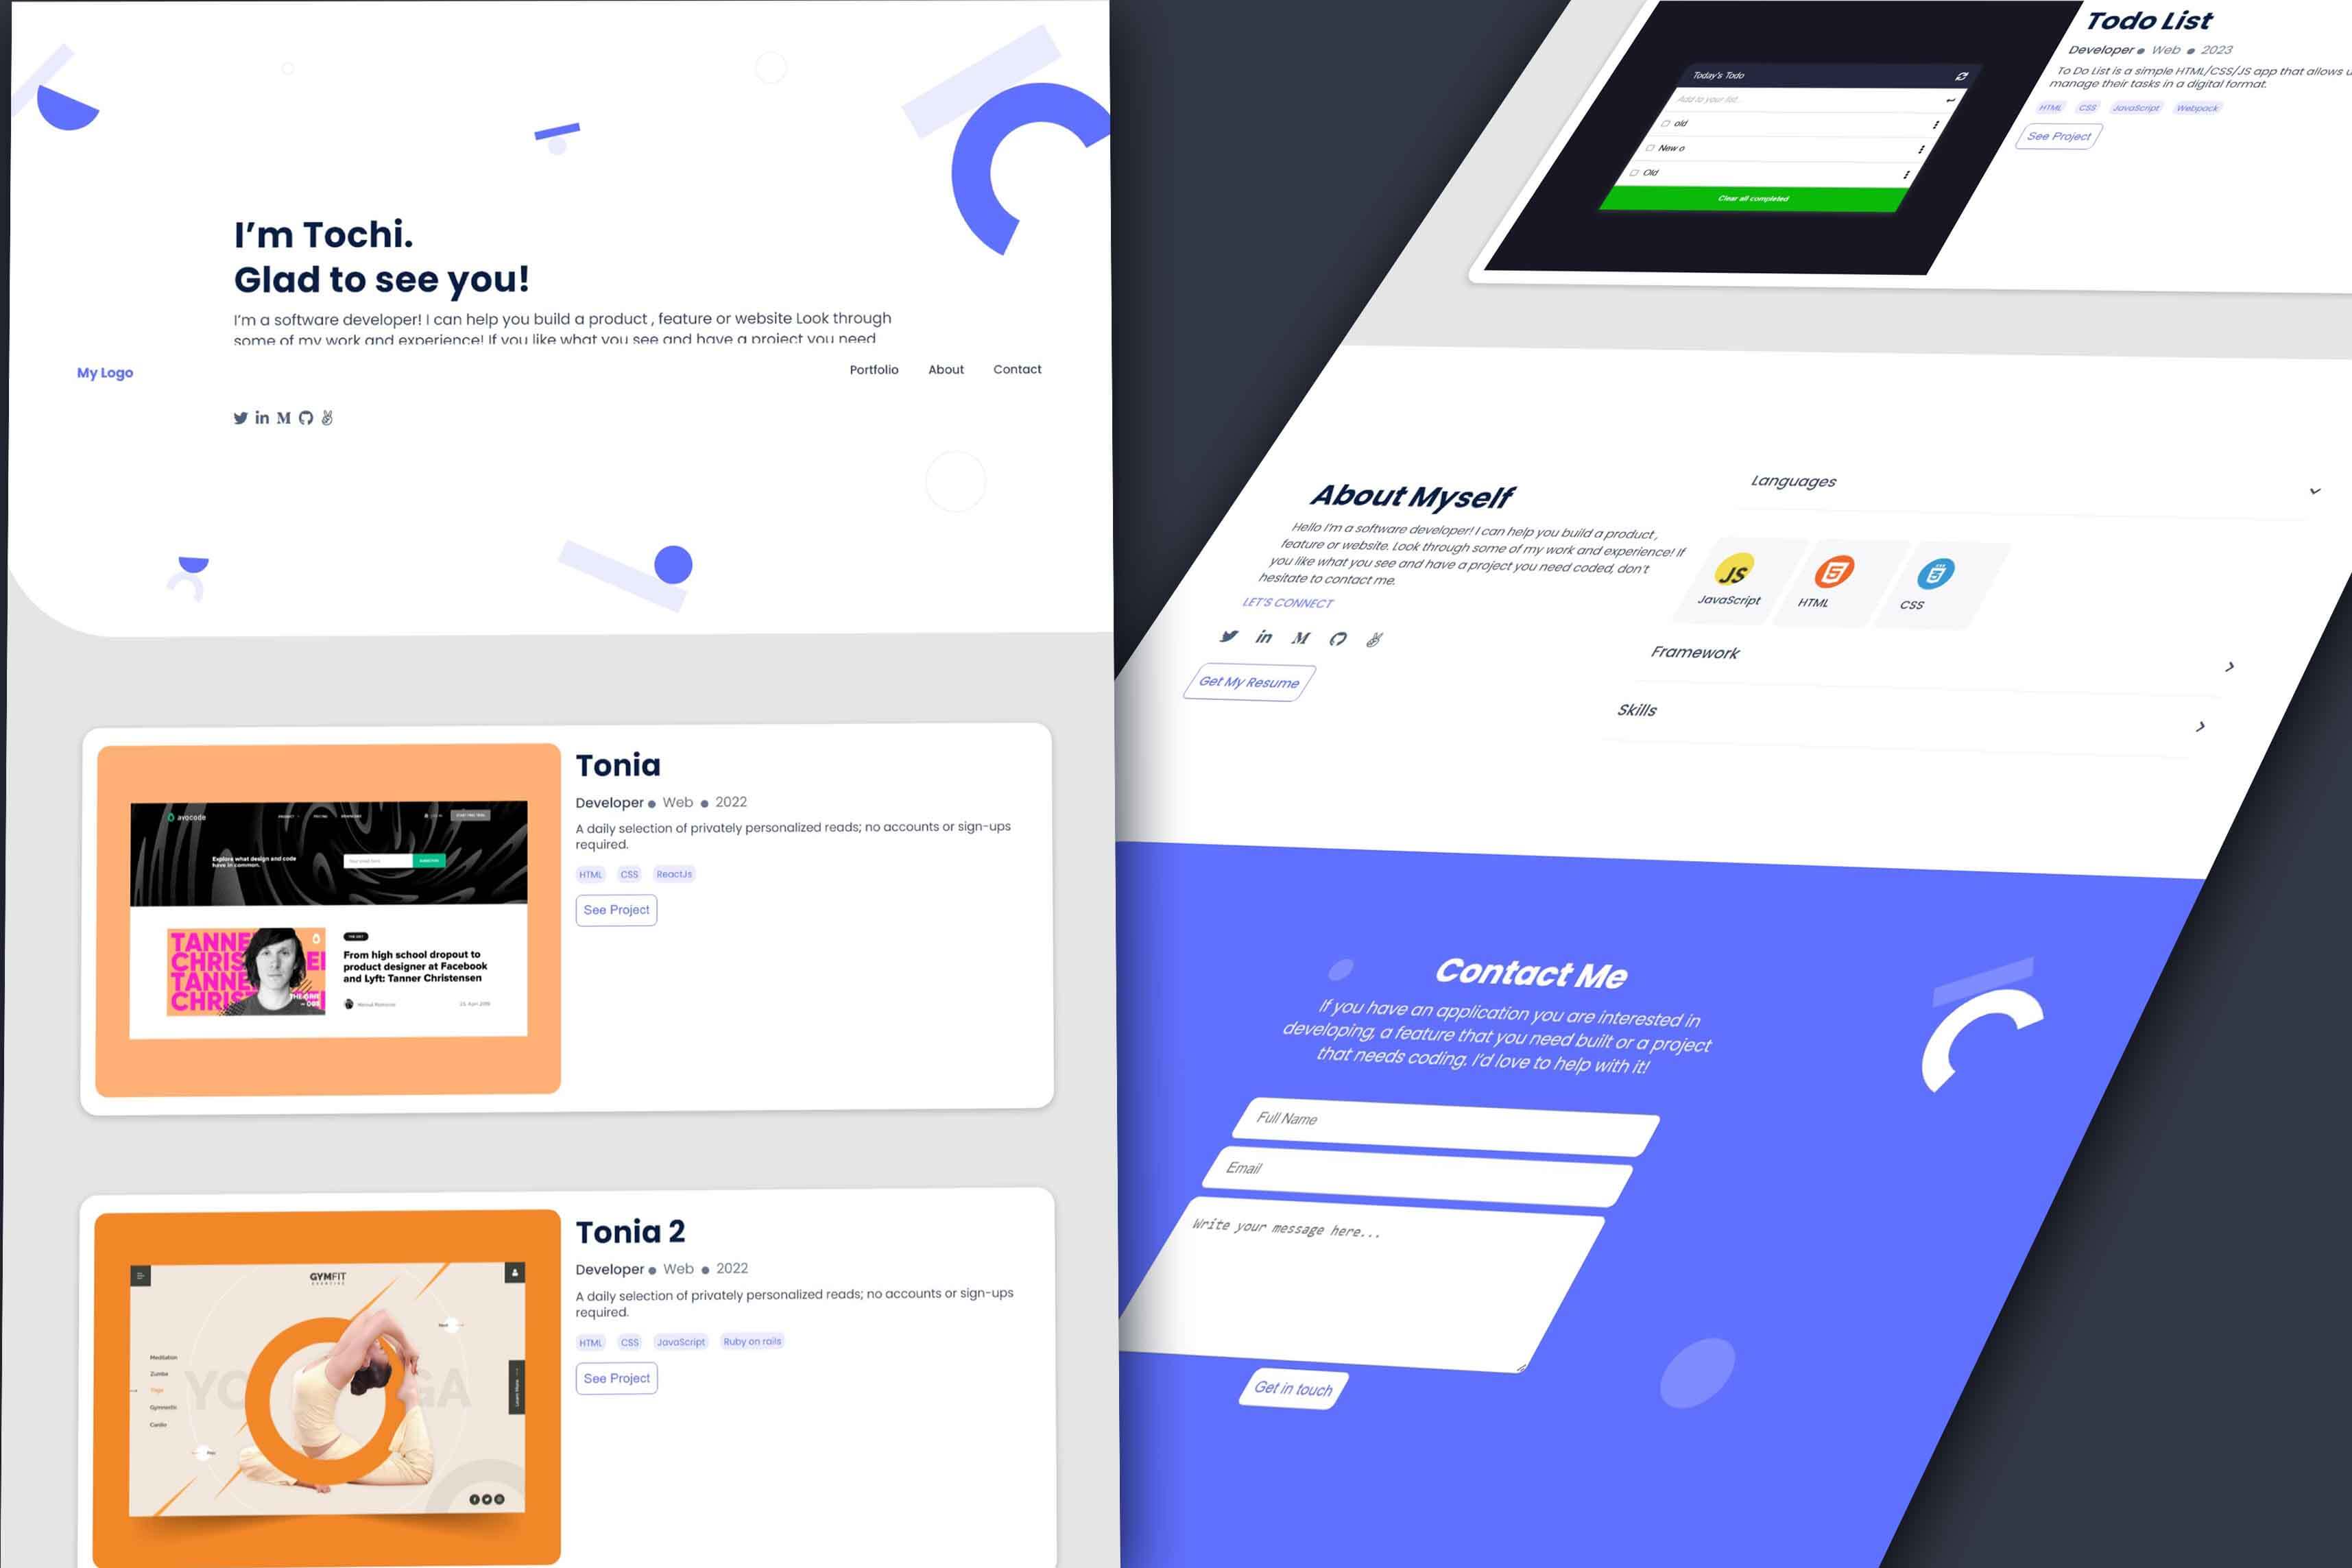 I'm Tochi.
Glad to see you!
I'm a software developer! I can help you build a product , feature or website Look through
some of my work and experience! If you like what you see and have a project you need
My Logo
Portfolio About Contact
Tonia
Developer ● Web ● 2022
A daily selection of privately personalized reads; no accounts or sign-ups
required.
HTML CSS ReactJs
See Project
avocode
PRODUCT PRICING DOWNLOAD
Explore what design and code
have in common.
TANNE
CHRIS
TANNE
CHRIS
From high school dropout to
product designer at Facebook
and Lyft: Tanner Christensen
Tonia 2
Developer ● Web ● 2022
A daily selection of privately personalized reads; no accounts or sign-ups
required.
HTML CSS JavaScript Ruby on rails
See Project
GYMFIT
Next
Meditation
Zumba
Yoga
Gymnastic
Cardio
YO GA
Learn More
Prev
Todo List
Developer ● Web ● 2023
To Do List is a simple HTML/CSS/JS app that allows u
manage their tasks in a digital format.
HTML CSS JavaScript Webpack
See Project
Today's Todo
Add to your list...
old
New o
Old
Clear all completed
About Myself
Hello I'm a software developer! I can help you build a product,
feature or website. Look through some of my work and experience! If
you like what you see and have a project you need coded, don't
hesitate to contact me.
LET'S CONNECT
Get My Resume
Languages
JS
JavaScript HTML CSS
Framework
Skills
Contact Me
If you have an application you are interested in
developing, a feature that you need built or a project
that needs coding. I'd love to help with it!
Full Name
Email
Write your message here...
Get in touch